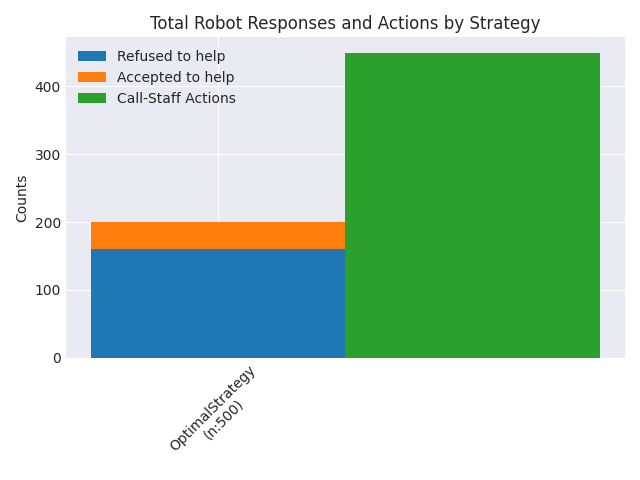 Total Robot Responses and Actions by Strategy
Refused to help
Accepted to help
Call-Staff Actions
Counts
400
300
200
100
0
OptimalStrategy
(n:500)